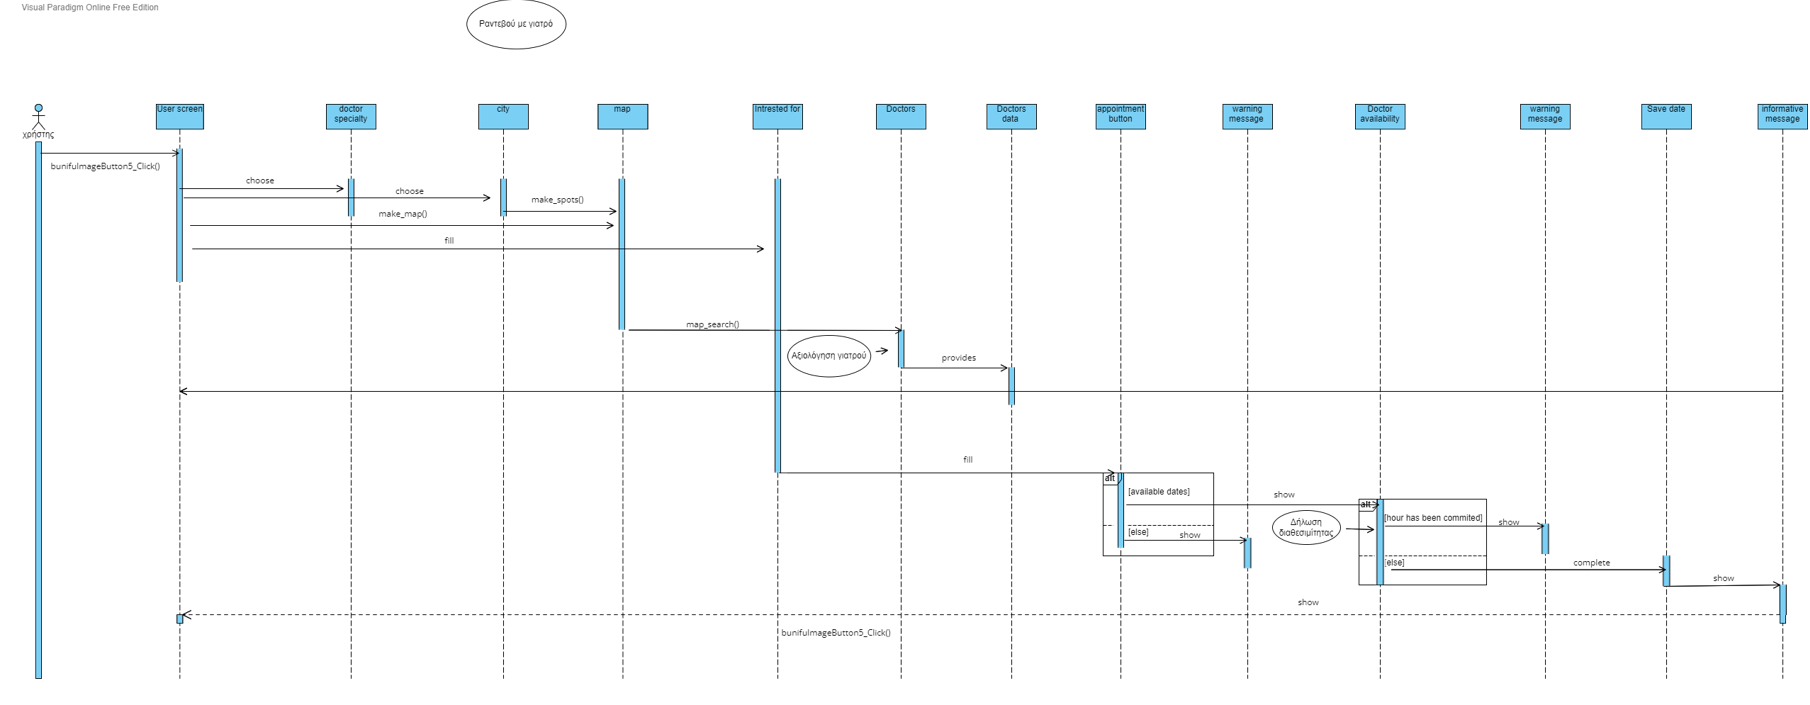 Visual Paradigm Online Free Edition
Ραντεβού με γιατρό
χρήστης
User screen
doctor
specialty
city
map
Intrested for
Doctors
Doctors
data
appointment
button
warning
message
Doctor
availability
warning
message
Save date
informative
message
bunifuImageButton5_Click()
choose
choose
make_spots()
make_map()
fill
map_search()
Αξιολόγηση γιατρού
provides
fill
alt
[available dates]
show
alt
[hour has been commited]
show
Δήλωση
διαθεσιμότητας
[else]
show
[else]
complete
show
show
bunifuImageButton5_Click()